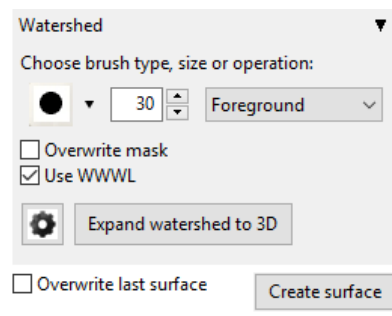 Watershed
Choose brush type, size or operation:
30 Foreground
Overwrite mask
Use WWWL
Expand watershed to 3D
Overwrite last surface Create surface